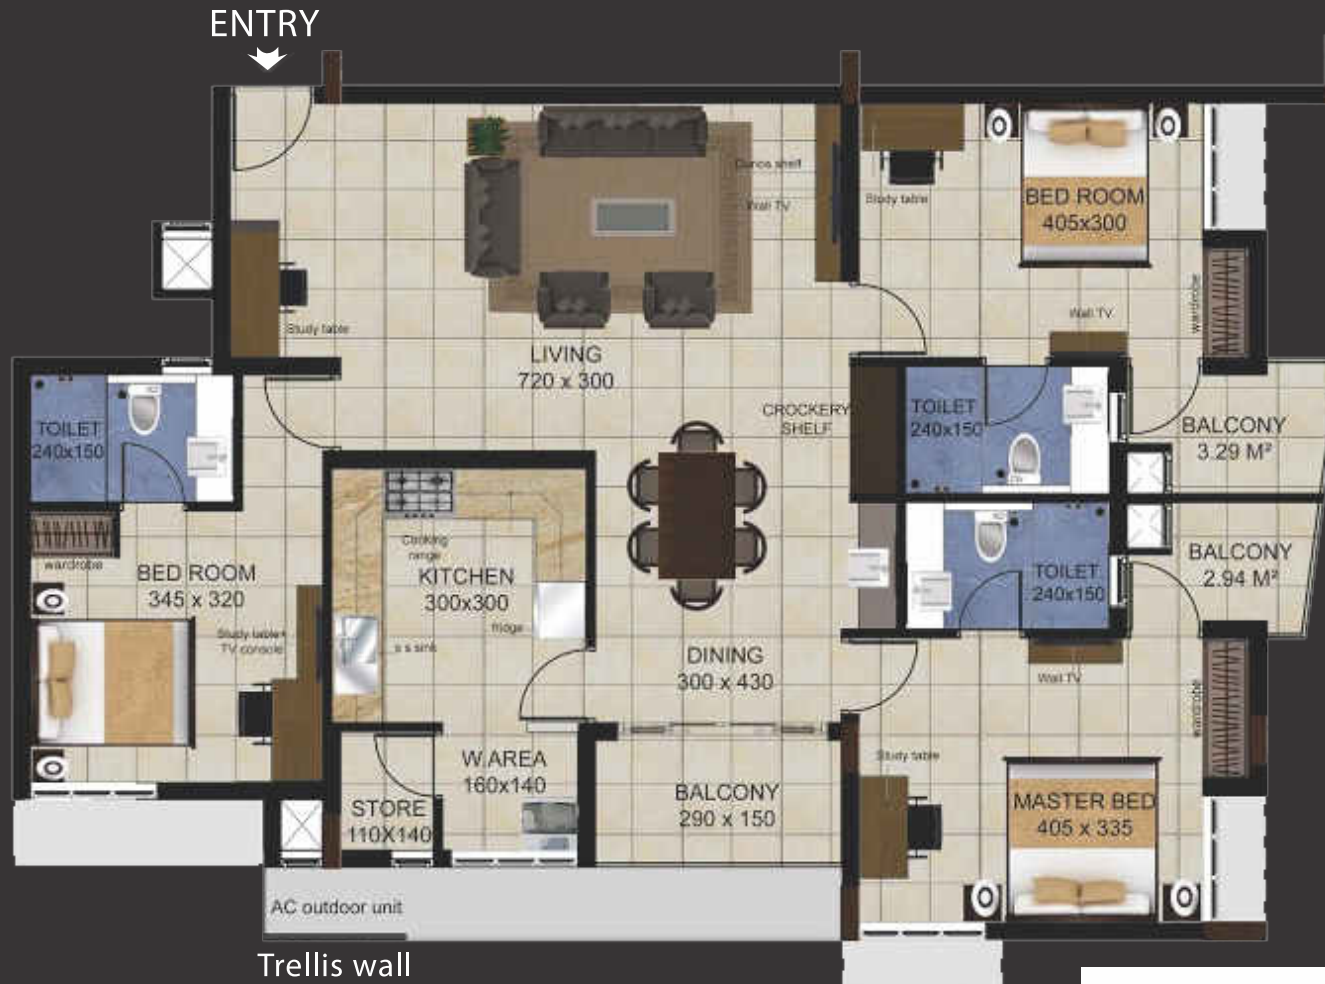 ENTRY
Curios shelf
Wall TV
Study table
BED ROOM
405x300
wardrobe
Wall TV
Study table
LIVING
720 x 300
CROCKERY
SHELF
TOILET
240x150
TOILET
240x150
BALCONY
3.29 M²
Cooking
range
KITCHEN
300x300
fridge
s s sink
wardrobe
BED ROOM
345 x 320
Study table+
TV console
TOILET
240x150
BALCONY
2.94 M²
DINING
300 x 430
Wall TV
wardrobe
Study table
W.AREA
160x140
STORE
110X140
BALCONY
290 x 150
MASTER BED
405 x 335
AC outdoor unit
Trellis wall